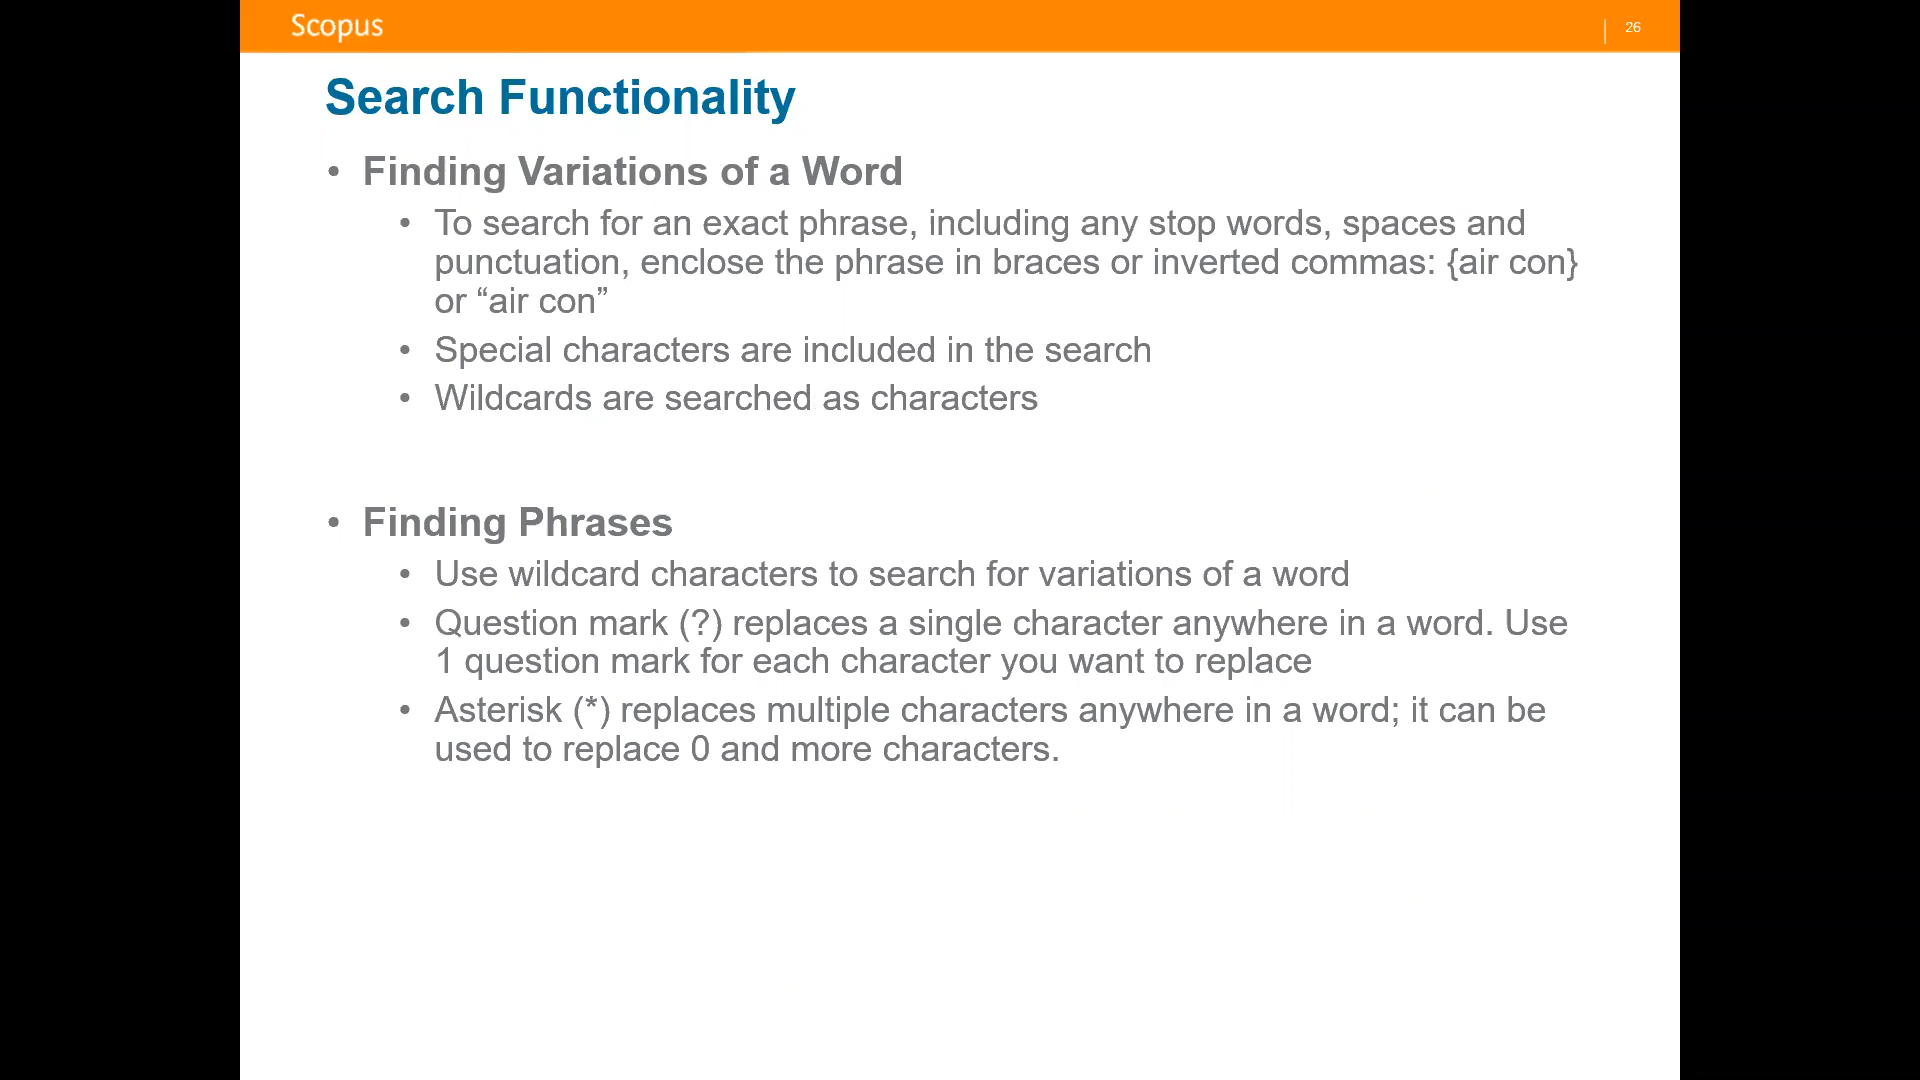 Scopus
26
Search Functionality
• Finding Variations of a Word
• To search for an exact phrase, including any stop words, spaces and
punctuation, enclose the phrase in braces or inverted commas: {air con}
or “air con”
• Special characters are included in the search
• Wildcards are searched as characters
• Finding Phrases
• Use wildcard characters to search for variations of a word
• Question mark (?) replaces a single character anywhere in a word. Use
1 question mark for each character you want to replace
• Asterisk (*) replaces multiple characters anywhere in a word; it can be
used to replace 0 and more characters.